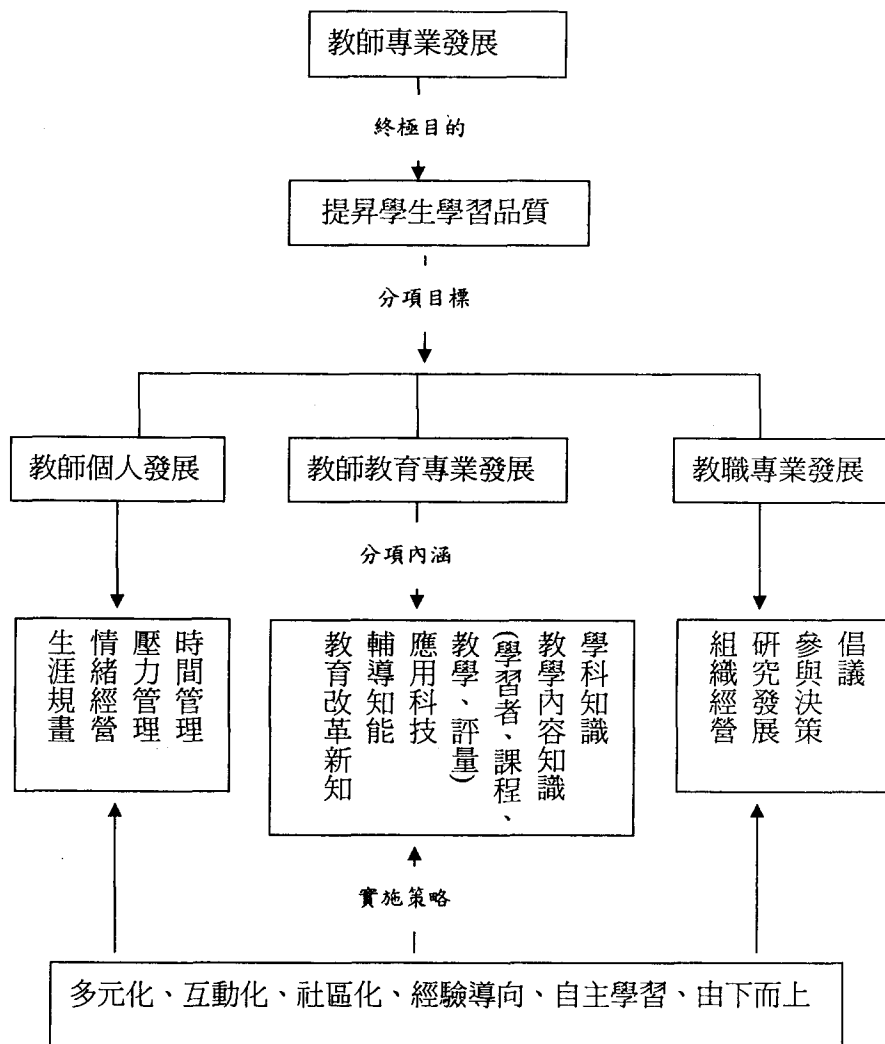 教師專業發展
終極目的
提昇學生學習品質
分項目標
教師個人發展
教師教育專業發展
教職專業發展
分項內涵
時間管理
壓力管理
情緒經營
生涯規畫
學科知識
教學內容知識
(學習者、課程、
教學、評量)
應用科技
輔導知能
教育改革新知
倡議
參與決策
研究發展
組織經營
實施策略
多元化、互動化、社區化、經驗導向、自主學習、由下而上